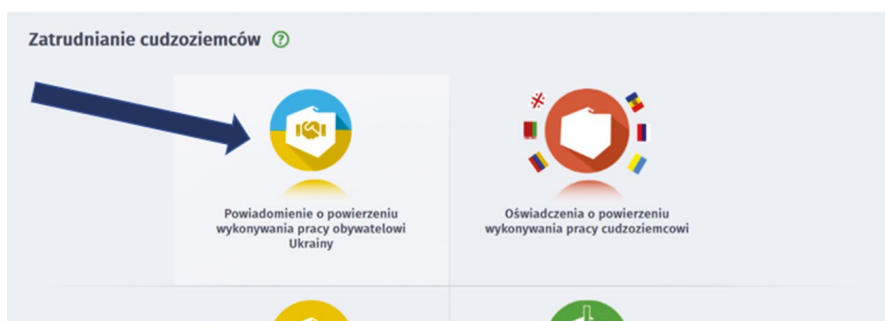 Zatrudnianie cudzoziemców ?
Powiadomienie o powierzeniu
wykonywania pracy obywatelowi
Ukrainy
Oświadczenia o powierzeniu
wykonywania pracy cudzoziemcowi